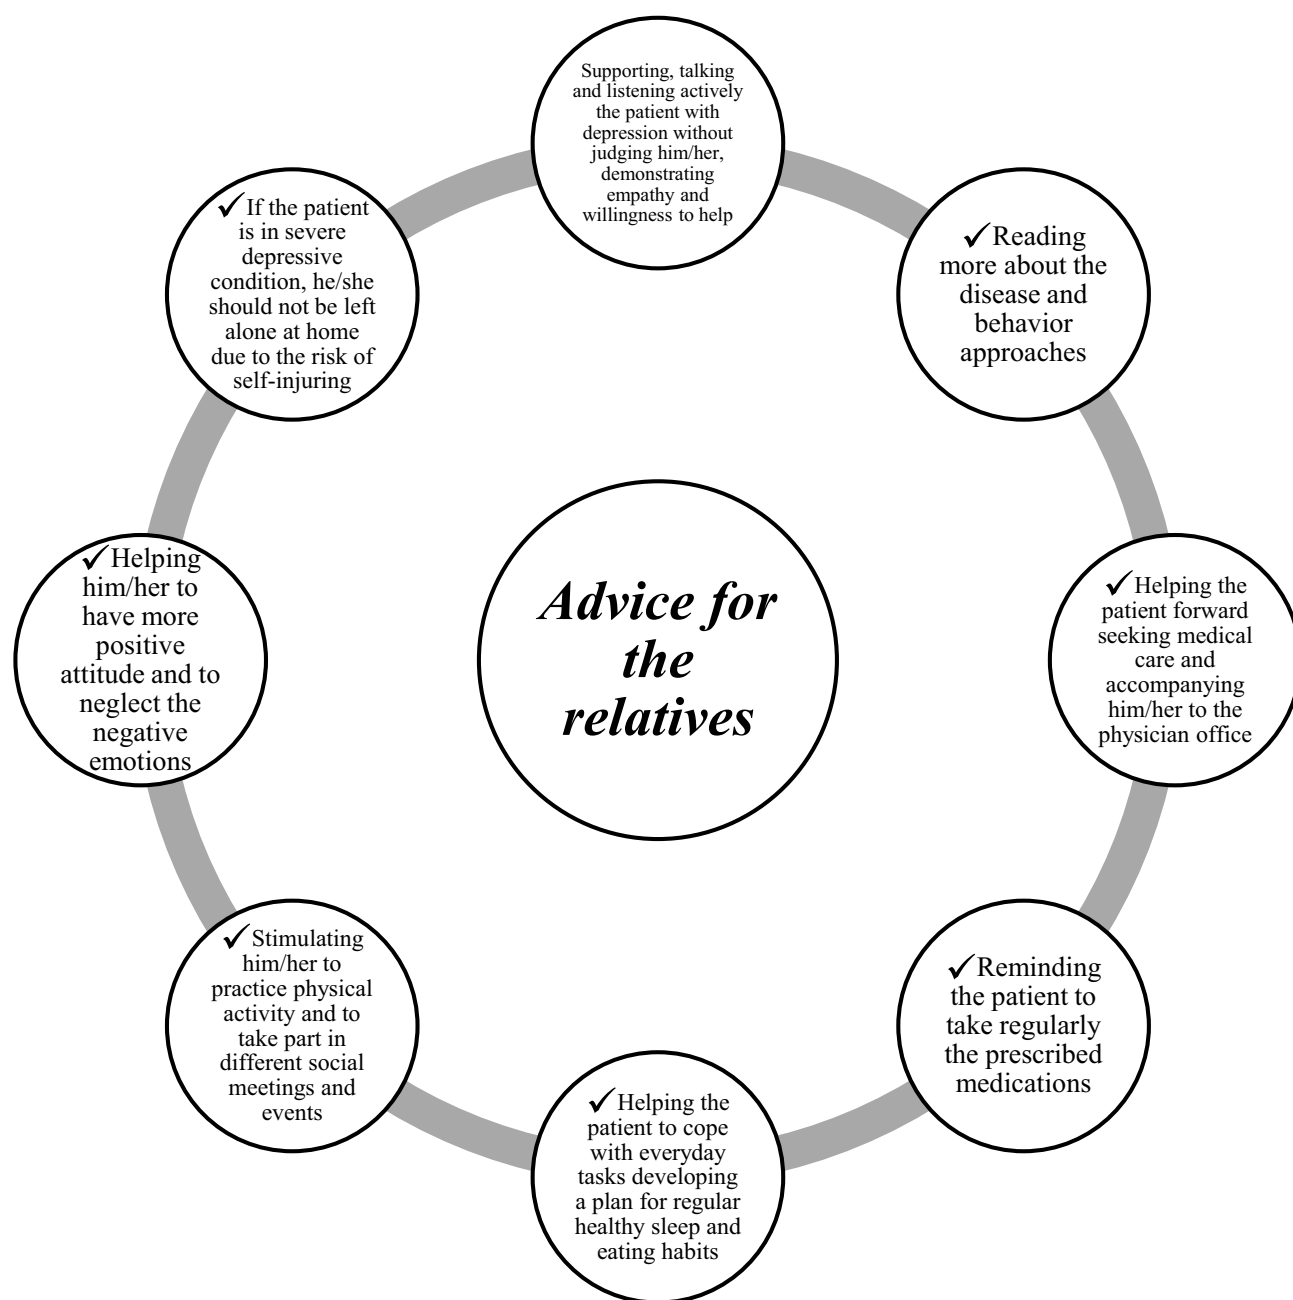 Supporting, talking
and listening actively
the patient with
depression without
judging him/her,
demonstrating
empathy and
willingness to help
✓Reading
more about the
disease and
behavior
approaches
✓Helping the
patient forward
seeking medical
care and
accompanying
him/her to the
physician office
✓Reminding
the patient to
take regularly
the prescribed
medications
✓Helping the
patient to cope
with everyday
tasks developing
a plan for regular
healthy sleep and
eating habits
✓Stimulating
him/her to
practice physical
activity and to
take part in
different social
meetings and
events
✓Helping
him/her to
have more
positive
attitude and to
neglect the
negative
emotions
✓If the patient
is in severe
depressive
condition, he/she
should not be left
alone at home
due to the risk of
self-injuring
Advice for
the
relatives